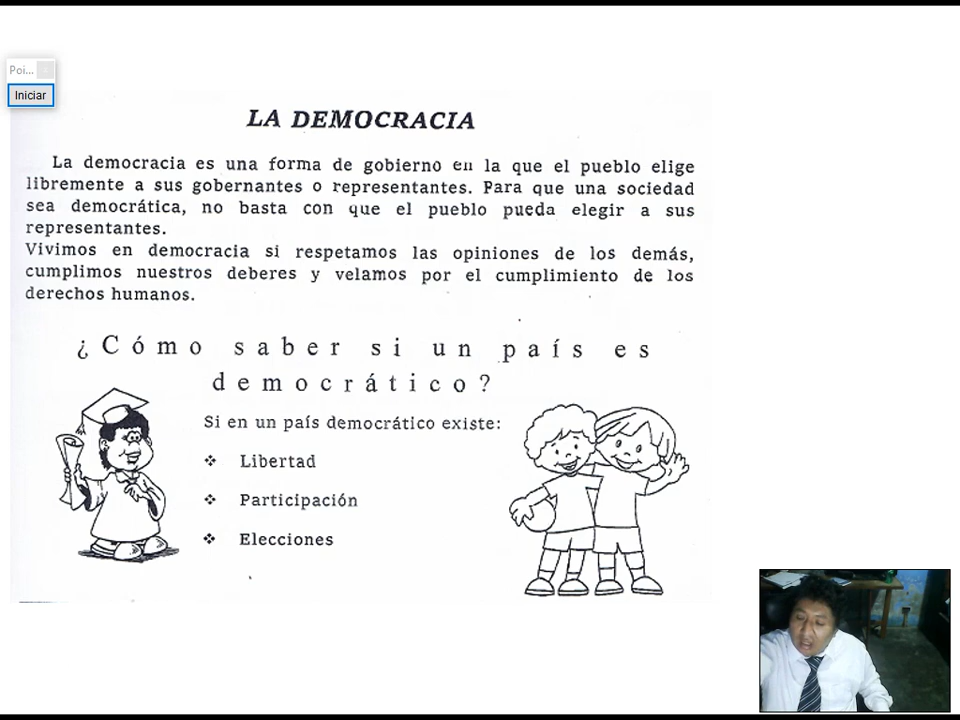 Poi...
Iniciar
LA DEMOCRACIA
La democracia es una forma de gobierno en la que el pueblo elige
libremente a sus gobernantes o representantes. Para que una sociedad
sea democrática, no basta con que el pueblo pueda elegir a sus
representantes.
Vivimos en democracia si respetamos las opiniones de los demás,
cumplimos nuestros deberes y velamos por el cumplimiento de los
derechos humanos.
¿Cómo saber si un país es
democrático?
Si en un país democrático existe:
❖ Libertad
❖ Participación
❖ Elecciones